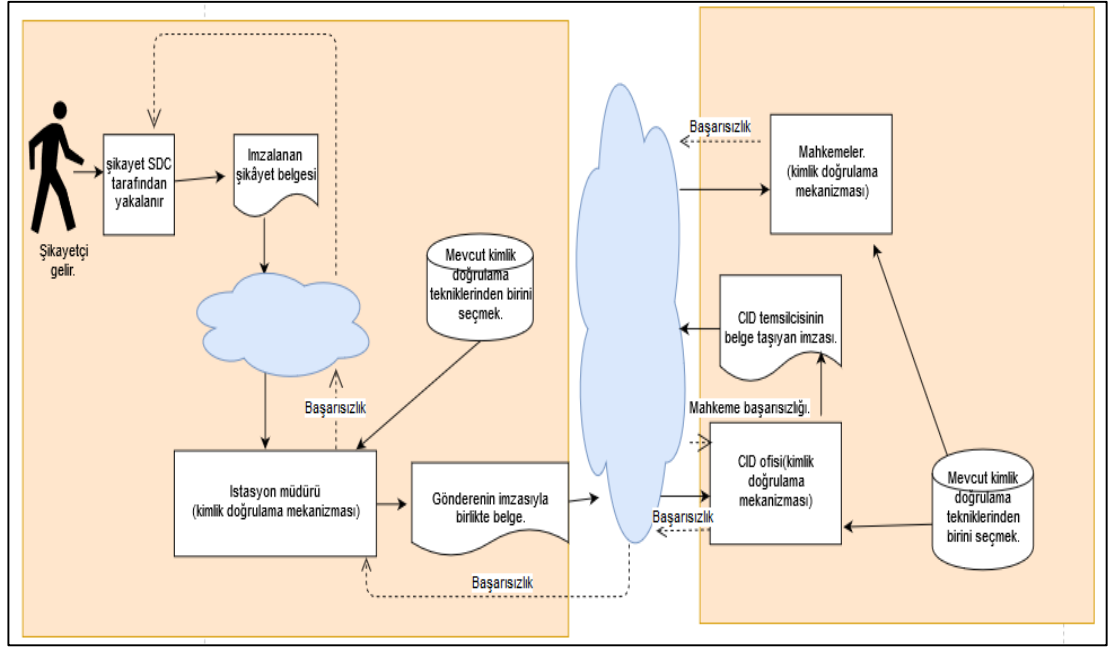 Şikayetçi
gelir.
şikayet SDC
tarafından
yakalanır
Imzalanan
şikâyet belgesi
Mevcut kimlik
doğrulama
tekniklerinden birini
seçmek.
Başarısızlık
Istasyon müdürü
(kimlik doğrulama mekanizması)
Gönderenin imzasıyla
birlikte belge.
Başarısızlık
Başarısızlık
Mahkemeler.
(kimlik doğrulama
mekanizması)
CID temsilcisinin
belge taşıyan imzası.
Mahkeme başarısızlığı.
CID ofisi(kimlik
doğrulama
mekanizması)
Başarısızlık
Mevcut kimlik
doğrulama
tekniklerinden
birini seçmek.